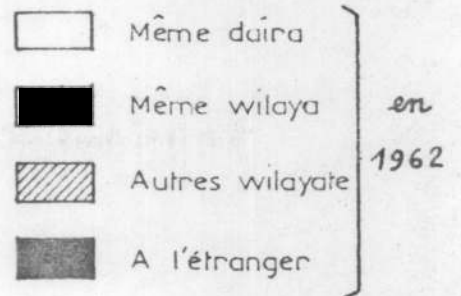 Même daira
Même wilaya
Autres wilayate
A l'étranger
en
1962